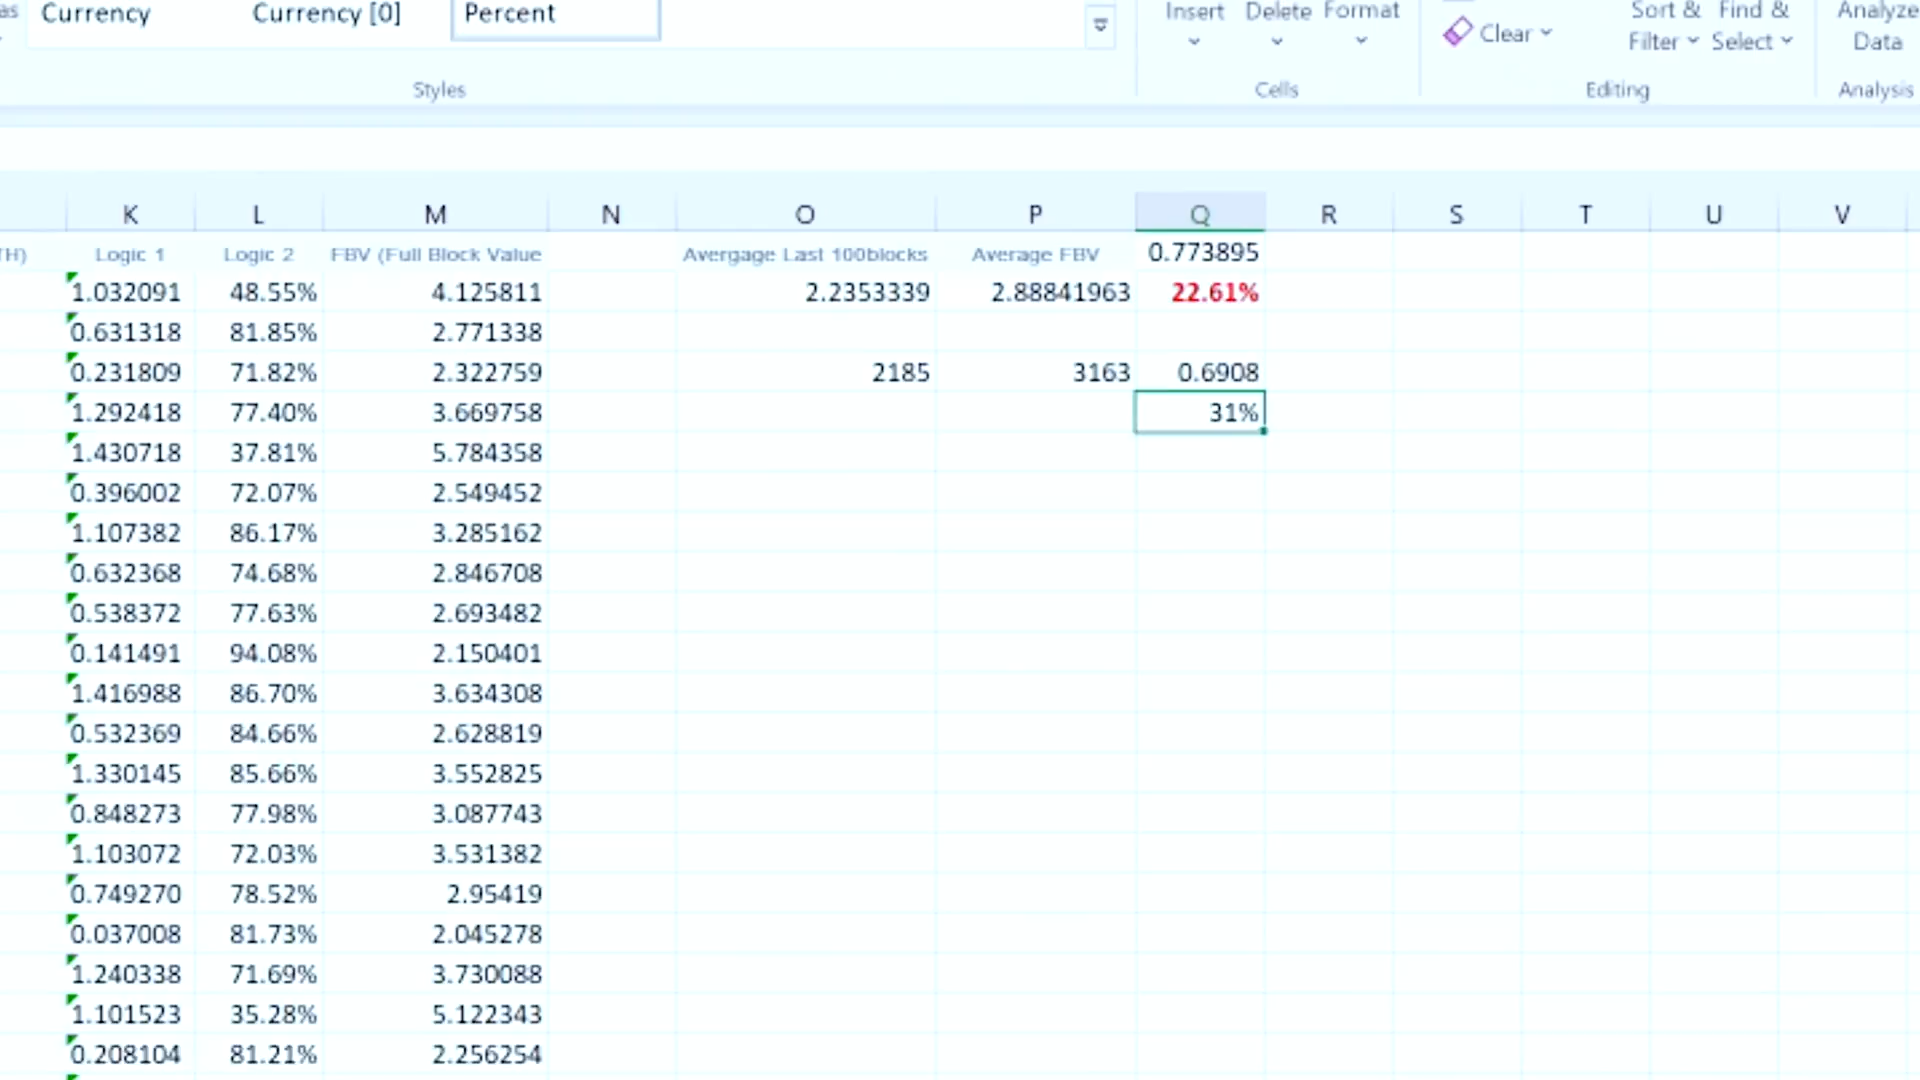 as Currency Currency [0] Percent Insert Delete Format Clear Sort & Find & Analyze
Filter Select Data
Styles Cells Editing Analysis
K L M N O P Q R S T U V
TH) Logic 1 Logic 2 FBV (Full Block Value Avergage Last 100blocks Average FBV 0.773895
1.032091 48.55% 4.125811 2.2353339 2.88841963 22.61%
0.631318 81.85% 2.771338
0.231809 71.82% 2.322759 2185 3163 0.6908
1.292418 77.40% 3.669758 31%
1.430718 37.81% 5.784358
0.396002 72.07% 2.549452
1.107382 86.17% 3.285162
0.632368 74.68% 2.846708
0.538372 77.63% 2.693482
0.141491 94.08% 2.150401
1.416988 86.70% 3.634308
0.532369 84.66% 2.628819
1.330145 85.66% 3.552825
0.848273 77.98% 3.087743
1.103072 72.03% 3.531382
0.749270 78.52% 2.95419
0.037008 81.73% 2.045278
1.240338 71.69% 3.730088
1.101523 35.28% 5.122343
0.208104 81.21% 2.256254